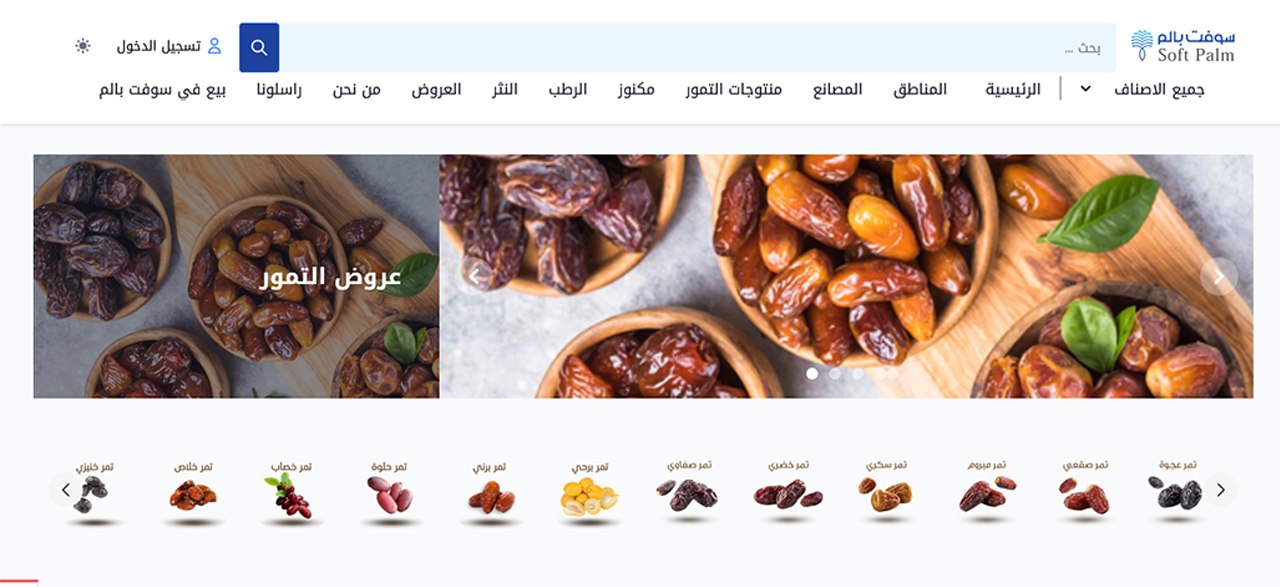 سوفت بالم
Soft Palm
بحث ...
تسجيل الدخول
جميع الاصناف
الرئيسية
المناطق
المصانع
منتوجات التمور
مكنوز
الرطب
النثر
العروض
من نحن
راسلونا
بيع في سوفت بالم
عروض التمور
تمر عجوة
تمر صقعي
تمر مبروم
تمر سكري
تمر خضري
تمر صفاوي
تمر برحي
تمر برني
تمر حلوة
تمر خصاب
تمر خلاص
تمر خنيزي